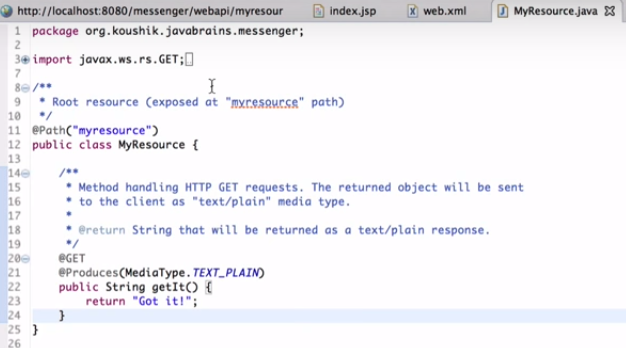 http://localhost:8080/messenger/webapi/myresour
index.jsp
web.xml
MyResource.java
1 package org.koushik.javabrains.messenger;
2
3 import javax.ws.rs.GET;
7
8 /**
9  * Root resource (exposed at "myresource" path)
10  */
11 @Path("myresource")
12 public class MyResource {
13
14     /**
15      * Method handling HTTP GET requests. The returned object will be sent
16      * to the client as "text/plain" media type.
17      *
18      * @return String that will be returned as a text/plain response.
19      */
20     @GET
21     @Produces(MediaType.TEXT_PLAIN)
22     public String getIt() {
23         return "Got it!";
24     }
25 }
26